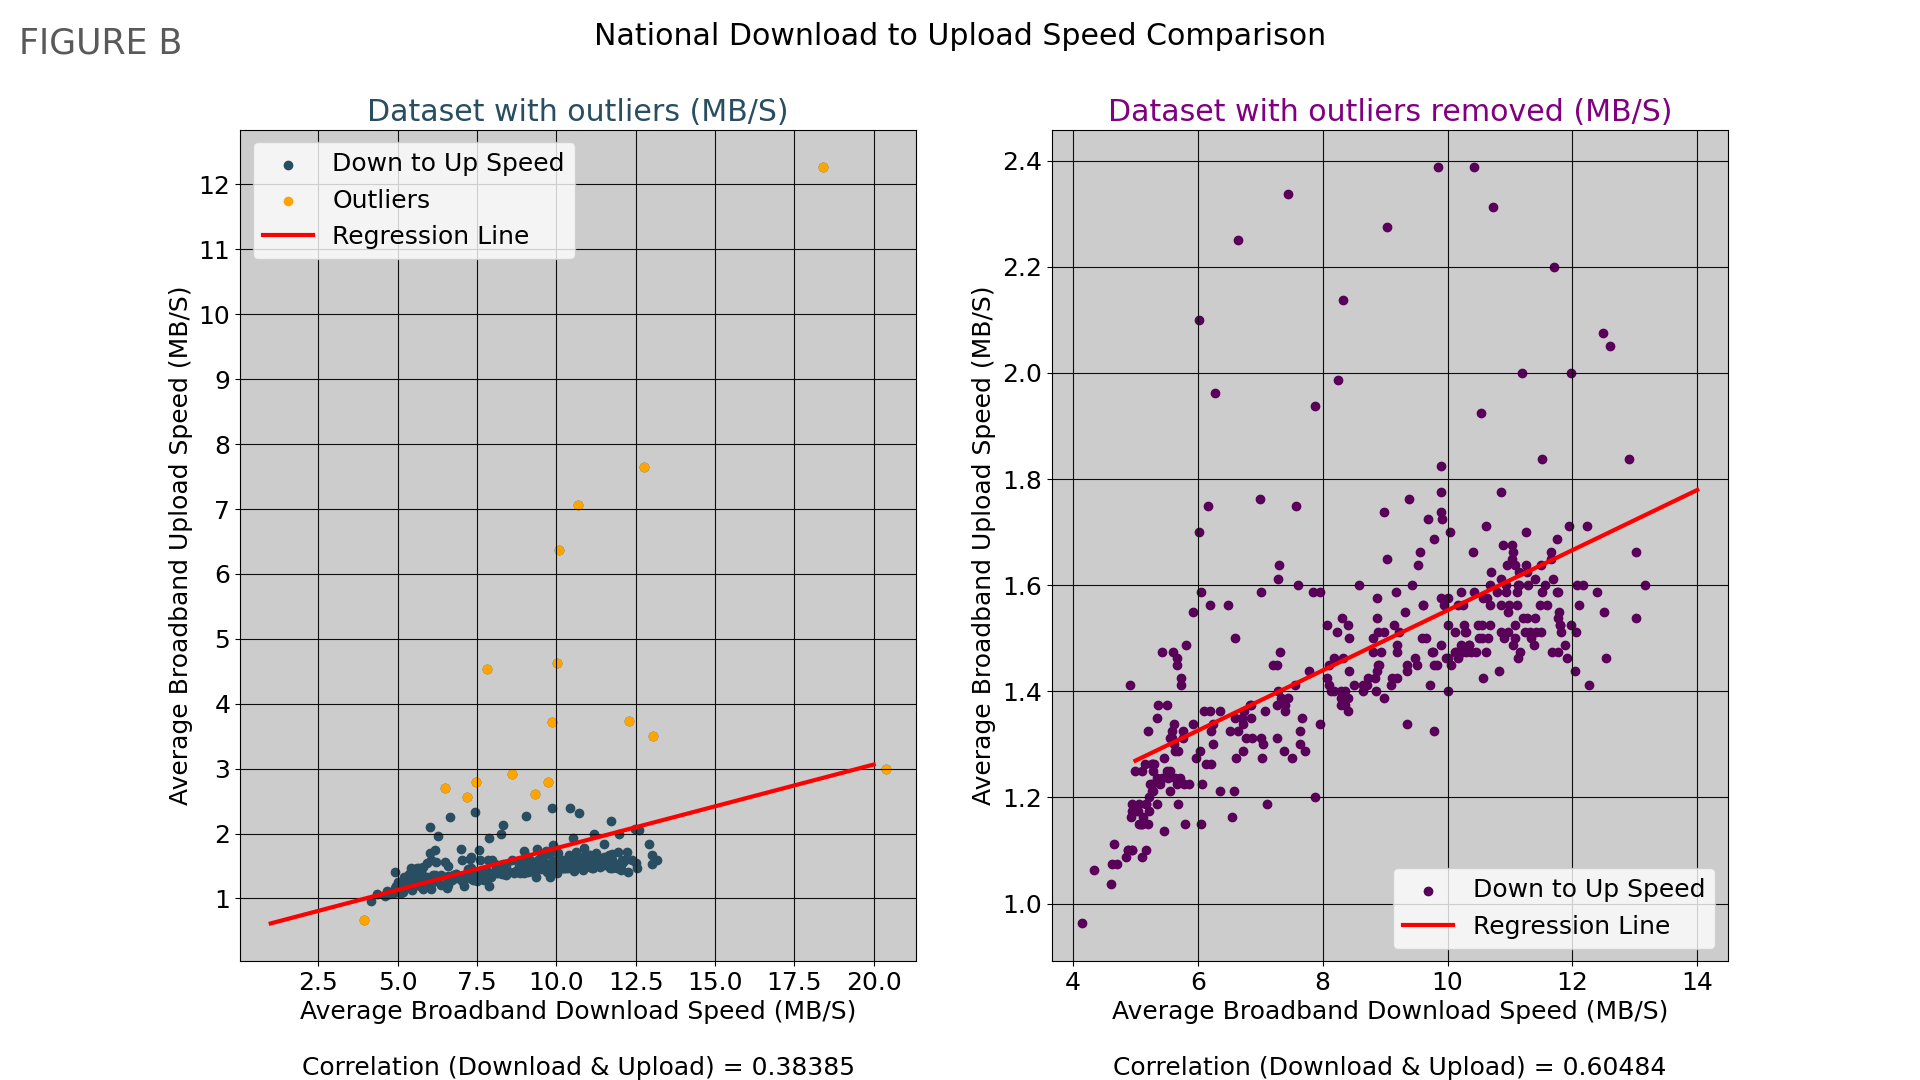 FIGURE B
National Download to Upload Speed Comparison
Dataset with outliers (MB/S)
Down to Up Speed
Outliers
Regression Line
Average Broadband Upload Speed (MB/S)
12
11
10
9
8
7
6
5
4
3
2
1
2.5 5.0 7.5 10.0 12.5 15.0 17.5 20.0
Average Broadband Download Speed (MB/S)
Correlation (Download & Upload) = 0.38385
Dataset with outliers removed (MB/S)
Average Broadband Upload Speed (MB/S)
2.4
2.2
2.0
1.8
1.6
1.4
1.2
1.0
Down to Up Speed
Regression Line
4 6 8 10 12 14
Average Broadband Download Speed (MB/S)
Correlation (Download & Upload) = 0.60484